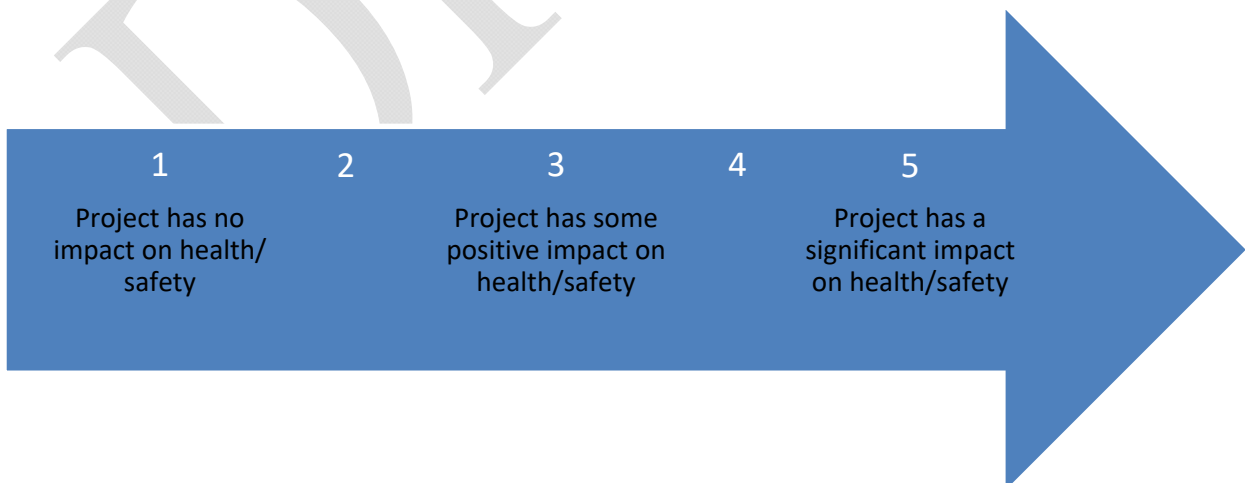 1 2 3 4 5
Project has no
impact on health/
safety
Project has some
positive impact on
health/safety
Project has a
significant impact
on health/safety